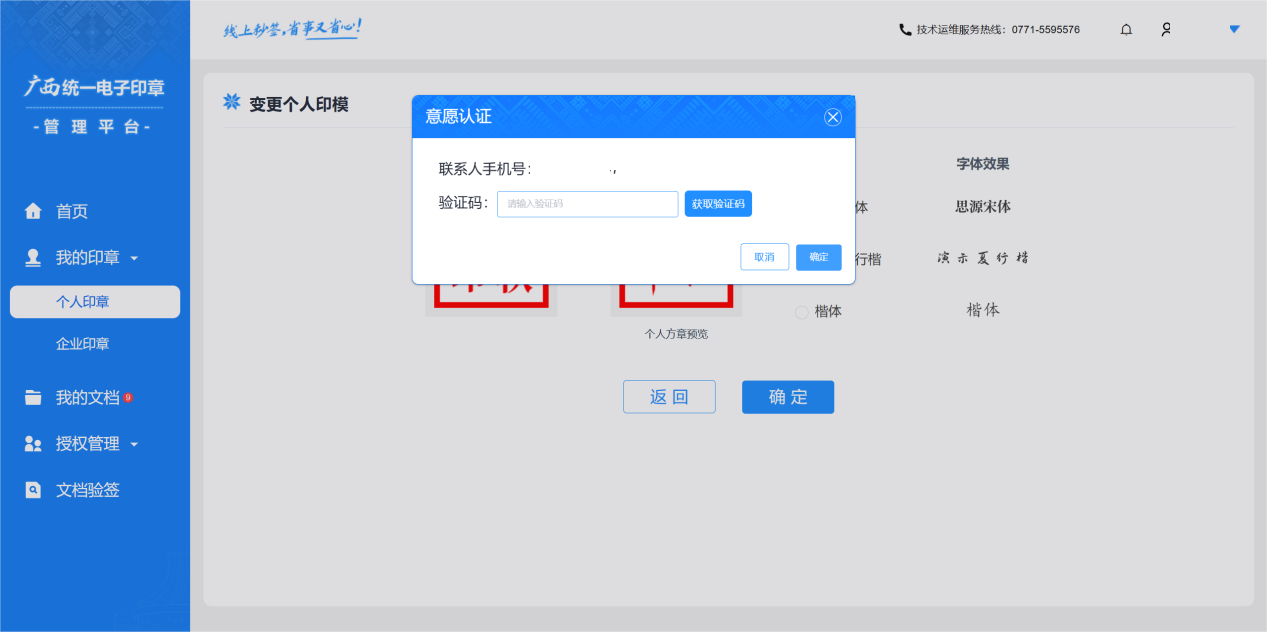 广西统一电子印章
-管理平台-
首页
我的印章
个人印章
企业印章
我的文档 9
授权管理
文档验签
线上秒签,省事又省心!
技术运维服务热线：0771-5595576
变更个人印模
意愿认证
联系人手机号：
验证码：
请输入验证码
获取验证码
取消
确定
字体效果
体
思源宋体
行楷
演示夏行楷
楷体
楷体
个人方章预览
返回
确定